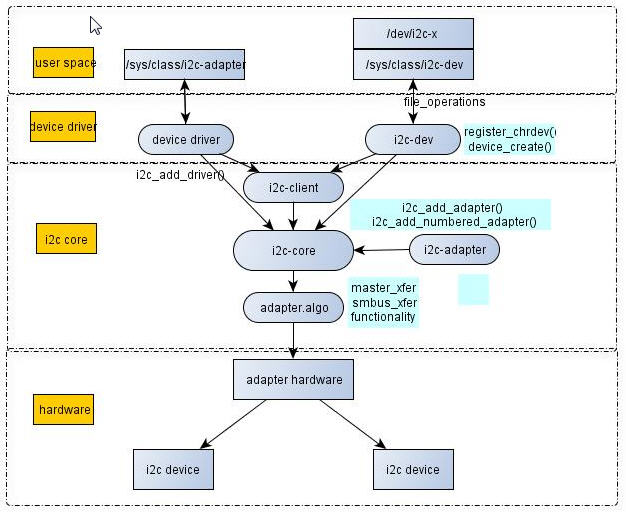 /dev/i2c-x
user space
/sys/class/i2c-adapter
/sys/class/i2c-dev
file_operations
device driver
device driver
i2c-dev
register_chrdev(
device_create()
i2c_add_driver()
i2c-client
i2c_add_adapter()
i2c_add_numbered_adapter()
i2c core
i2c-core
i2c-adapter
master_xfer
smbus_xfer
functionality
adapter.algo
adapter hardware
hardware
i2c device
i2c device